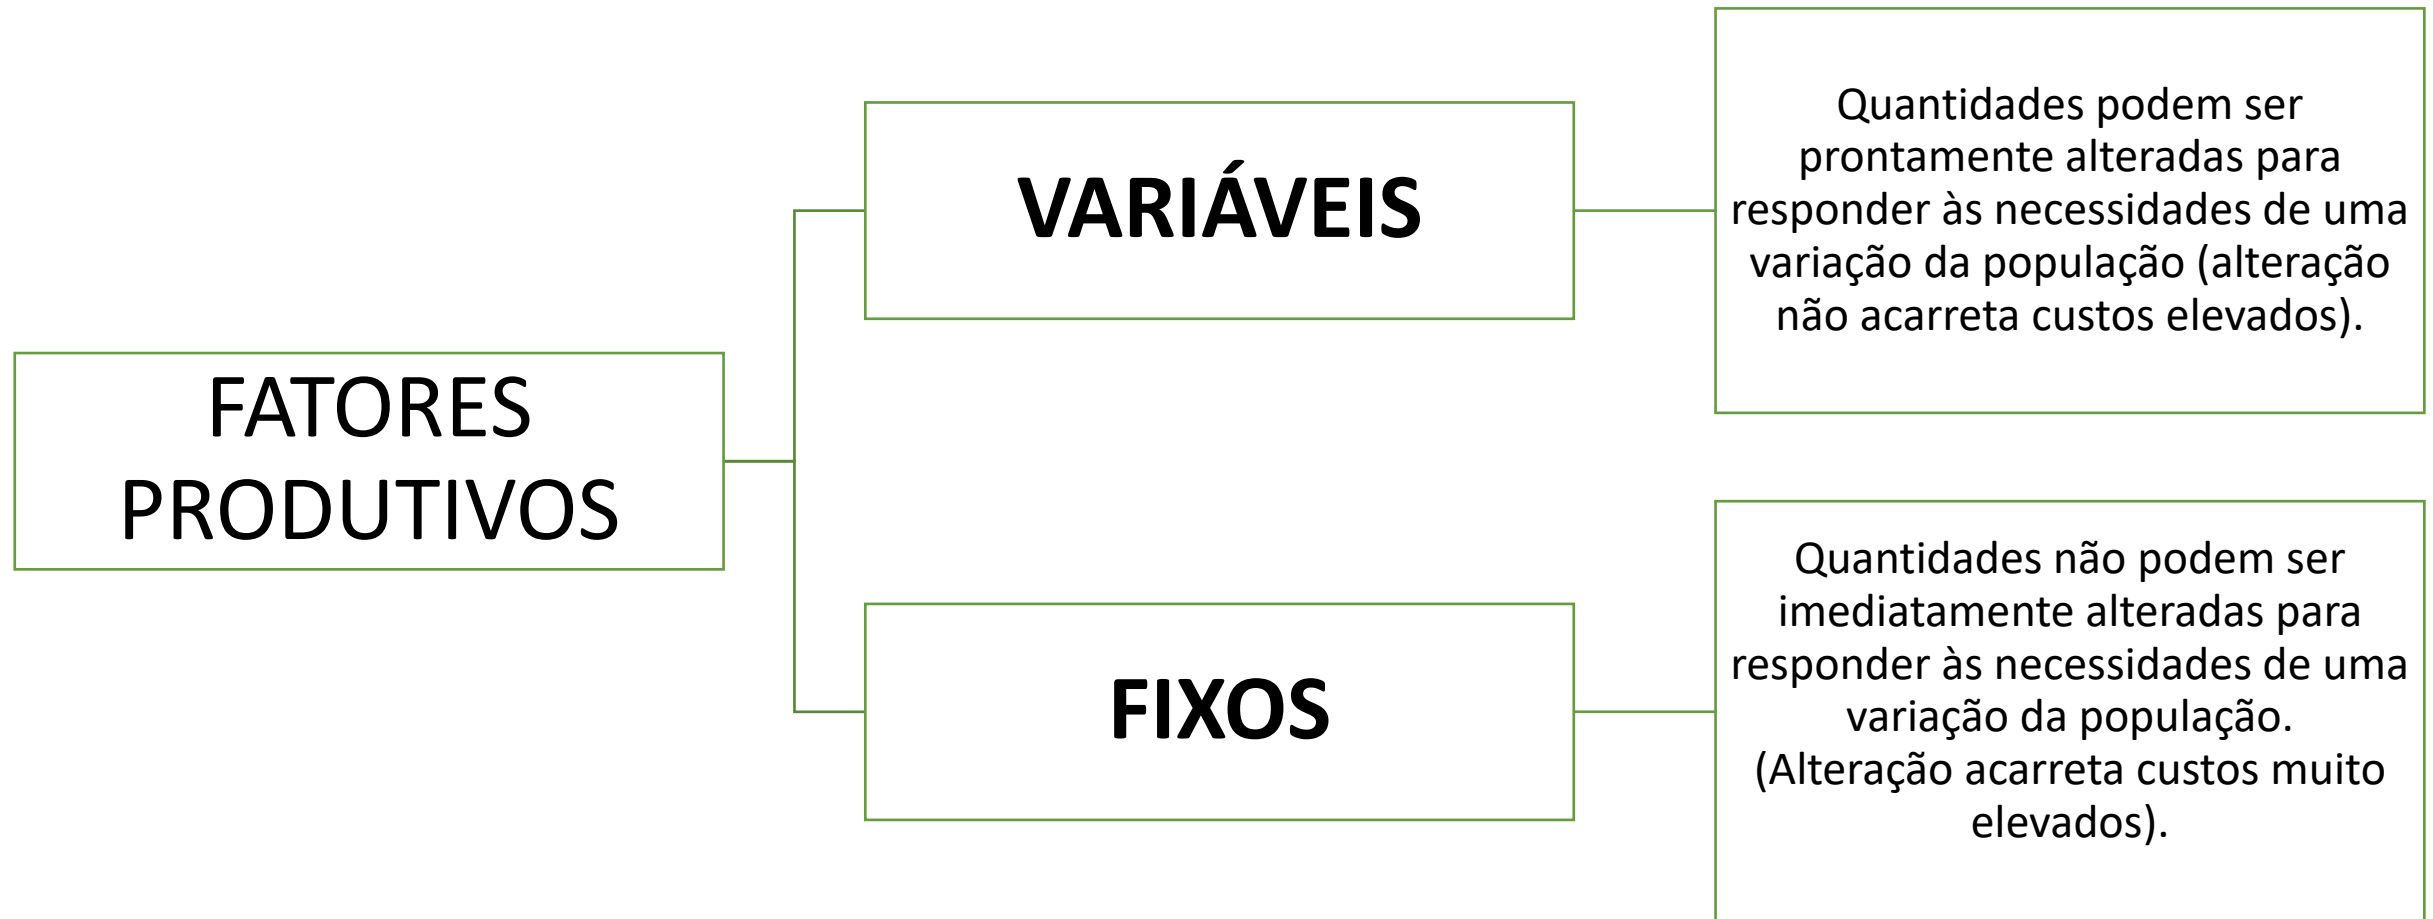 FATORES
PRODUTIVOS
VARIÁVEIS
Quantidades podem ser
prontamente alteradas para
responder às necessidades de uma
variação da população (alteração
não acarreta custos elevados).
FIXOS
Quantidades não podem ser
imediatamente alteradas para
responder às necessidades de uma
variação da população.
(Alteração acarreta custos muito
elevados).